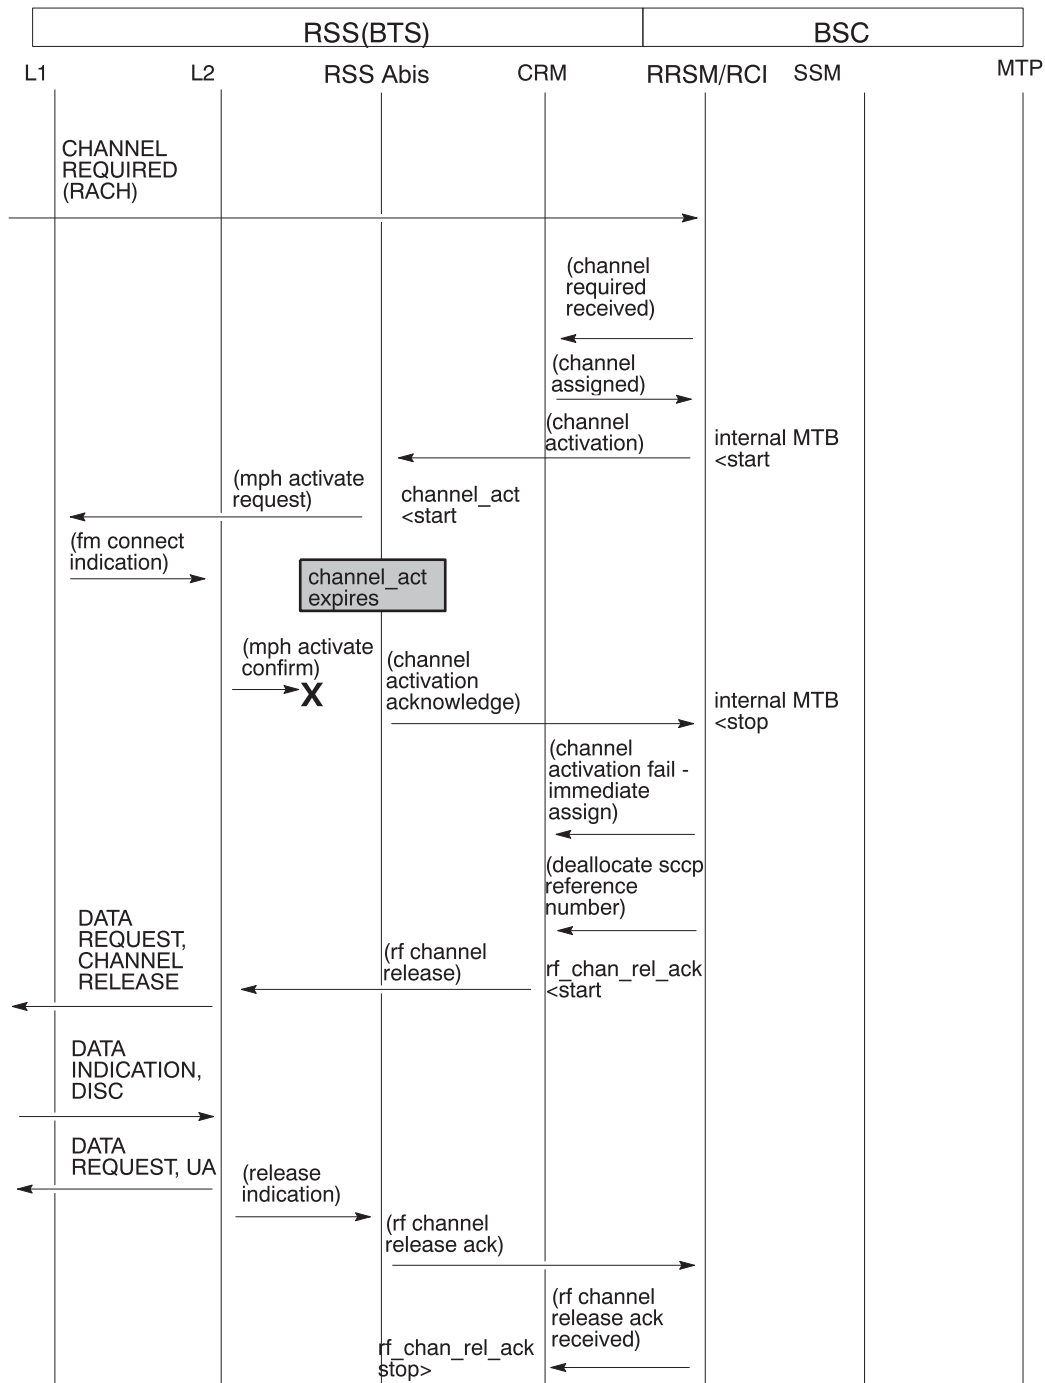 RSS(BTS) BSC
L1 L2 RSS Abis CRM RRSM/RCI SSM MTP
CHANNEL
REQUIRED
(RACH)
(channel
required
received)
(channel
assigned)
(channel
activation)
internal MTB
<start
(mph activate
request)
channel_act
<start
(fm connect
indication)
channel_act
expires
(mph activate
confirm)
X
(channel
activation
acknowledge)
internal MTB
<stop
(channel
activation fail -
immediate
assign)
(deallocate sccp
reference
number)
DATA
REQUEST,
CHANNEL
RELEASE
(rf channel
release)
rf_chan_rel_ack
<start
DATA
INDICATION,
DISC
DATA
REQUEST, UA
(release
indication)
(rf channel
release ack)
(rf channel
release ack
received)
rf_chan_rel_ack
stop>